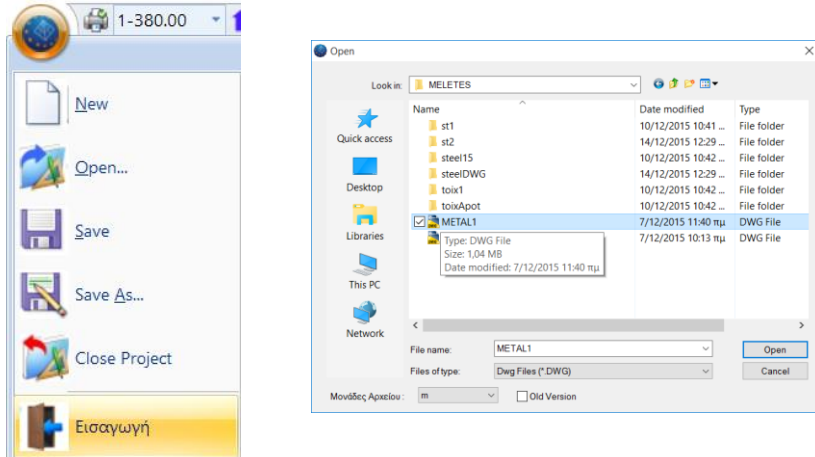 1-380.00
New
Open...
Save
Save As...
Close Project
Εισαγωγή
Open
Look in: MELETES
Name Date modified Type
st1 10/12/2015 10:41 ... File folder
st2 14/12/2015 12:29 ... File folder
steel15 10/12/2015 10:42 ... File folder
steelDWG 14/12/2015 12:29 ... File folder
toix1 10/12/2015 10:42 ... File folder
toixApot 10/12/2015 10:42 ... File folder
METAL1 7/12/2015 11:40 πμ DWG File
7/12/2015 10:13 πμ DWG File
Type: DWG File
Size: 1,04 MB
Date modified: 7/12/2015 11:40 πμ
Quick access
Desktop
Libraries
This PC
Network
File name: METAL1 Open
Files of type: Dwg Files (*.DWG) Cancel
Μονάδες Αρχείου : m Old Version